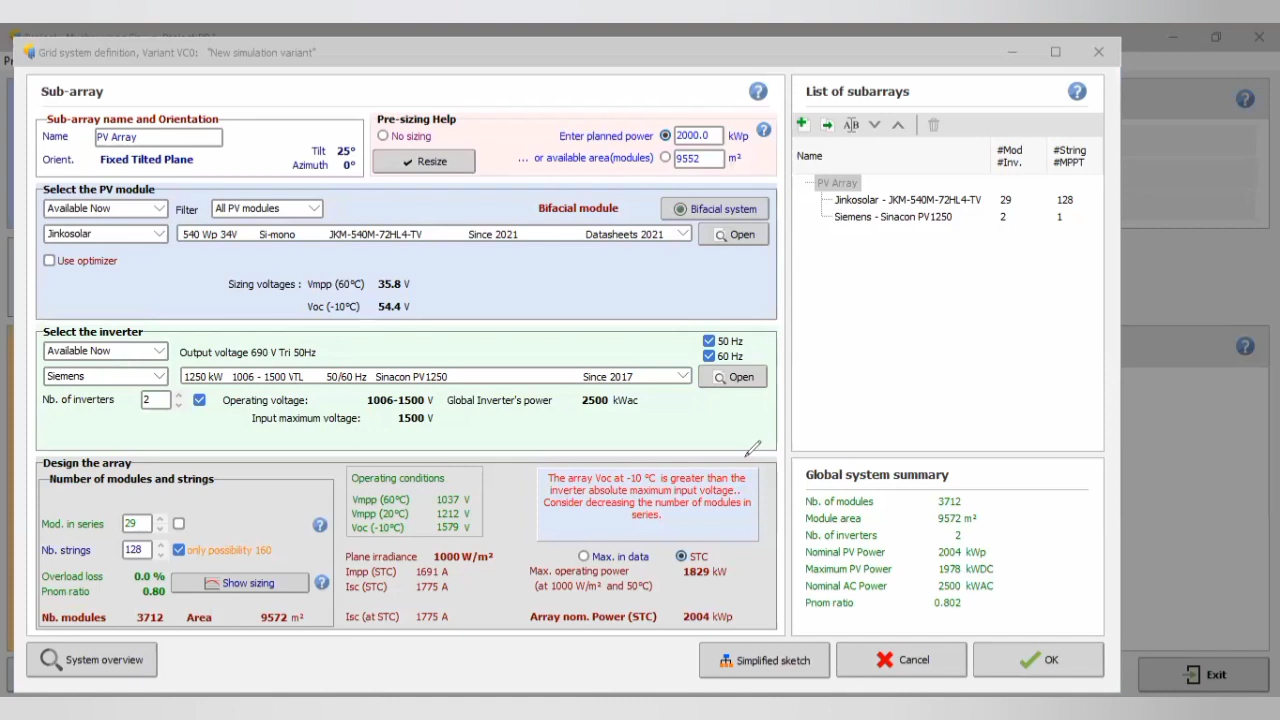 Grid system definition, Variant VC0: "New simulation variant"
Sub-array
Sub-array name and Orientation
Name PV Array
Orient. Fixed Tilted Plane
Tilt 25°
Azimuth 0°
Pre-sizing Help
No sizing
Enter planned power 2000.0 kWp
Resize
... or available area(modules) 9552 m²
Select the PV module
Available Now Filter All PV modules Bifacial module Bifacial system
Jinkosolar 540 Wp 34V Si-mono JKM-540M-72HL4-TV Since 2021 Datasheets 2021 Open
Use optimizer
Sizing voltages : Vmpp (60°C) 35.8 V
Voc (-10°C) 54.4 V
Select the inverter
Available Now Output voltage 690 V Tri 50Hz
50 Hz
60 Hz
Siemens 1250 kW 1006 - 1500 VTL 50/60 Hz Sinacon PV1250 Since 2017 Open
Nb. of inverters 2 Operating voltage: 1006-1500 V Global Inverter's power 2500 kWac
Input maximum voltage: 1500 V
Design the array
Number of modules and strings
Mod. in series 29
Nb. strings 128 only possibility 160
Overload loss 0.0 %
Pnom ratio 0.80
Show sizing
Nb. modules 3712 Area 9572 m²
Operating conditions
Vmpp (60°C) 1037 V
Vmpp (20°C) 1212 V
Voc (-10°C) 1579 V
The array Voc at -10 °C is greater than the
inverter absolute maximum input voltage..
Consider decreasing the number of modules in
series.
Plane irradiance 1000 W/m² Max. in data STC
Impp (STC) 1691 A Max. operating power 1829 kW
Isc (STC) 1775 A (at 1000 W/m² and 50°C)
Isc (at STC) 1775 A Array nom. Power (STC) 2004 kWp
List of subarrays
Name #Mod #String
#Inv. #MPPT
PV Array
Jinkosolar - JKM-540M-72HL4-TV 29 128
Siemens - Sinacon PV1250 2 1
Global system summary
Nb. of modules 3712
Module area 9572 m²
Nb. of inverters 2
Nominal PV Power 2004 kWp
Maximum PV Power 1978 kWDC
Nominal AC Power 2500 kWAC
Pnom ratio 0.802
System overview Simplified sketch Cancel OK
Exit